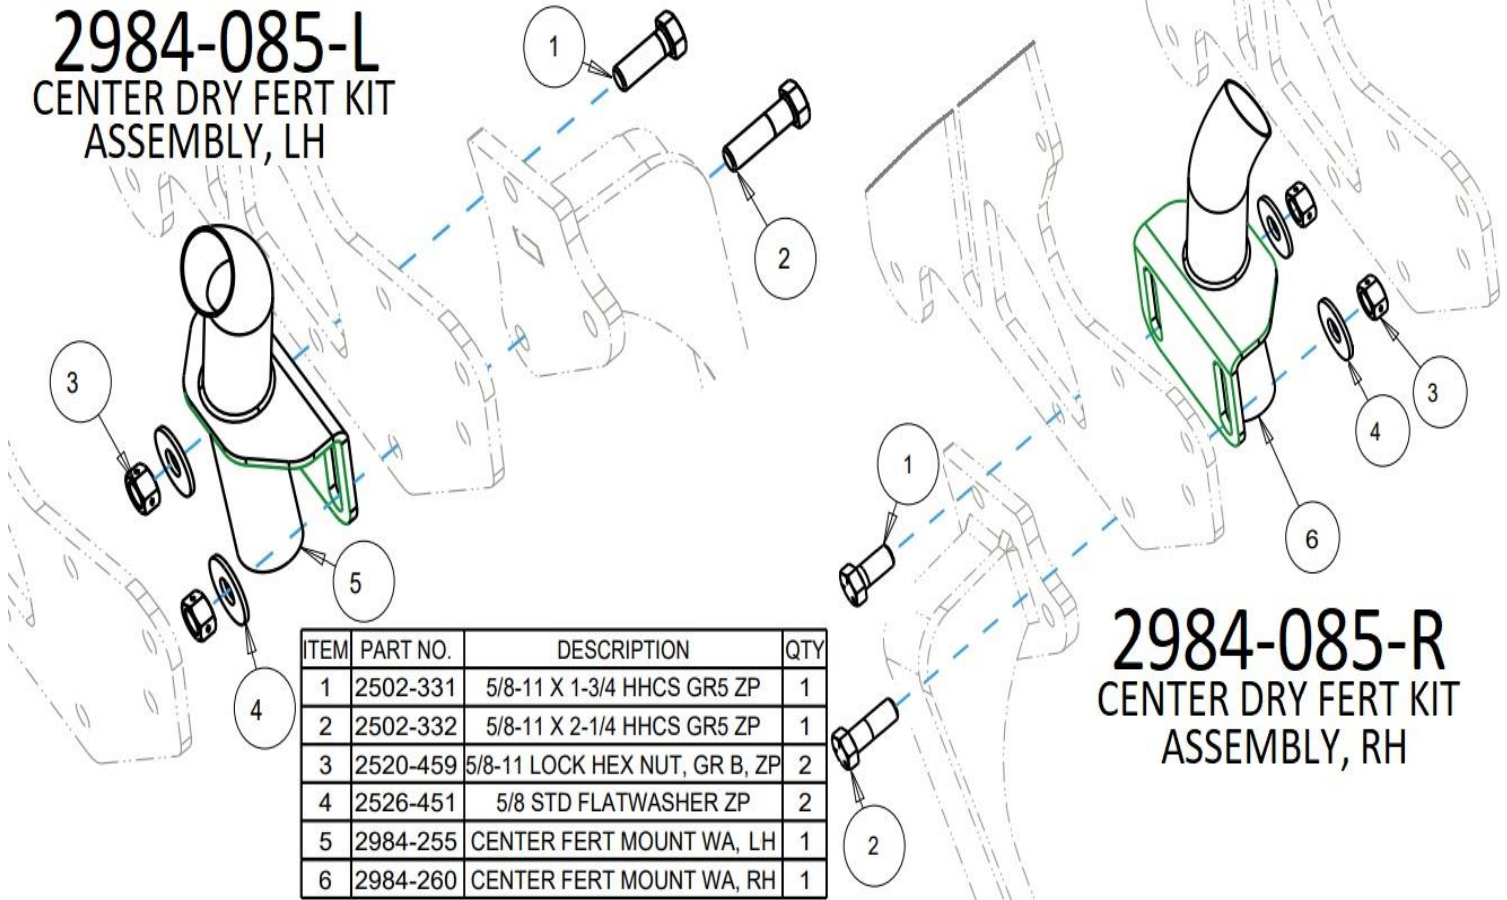 2984-085-L
CENTER DRY FERT KIT
ASSEMBLY, LH
1
2
3
4
5
1
2
3
4
6
2984-085-R
CENTER DRY FERT KIT
ASSEMBLY, RH
ITEM PART NO. DESCRIPTION QTY
1 2502-331 5/8-11 X 1-3/4 HHCS GR5 ZP 1
2 2502-332 5/8-11 X 2-1/4 HHCS GR5 ZP 1
3 2520-459 5/8-11 LOCK HEX NUT, GR B, ZP 2
4 2526-451 5/8 STD FLATWASHER ZP 2
5 2984-255 CENTER FERT MOUNT WA, LH 1
6 2984-260 CENTER FERT MOUNT WA, RH 1